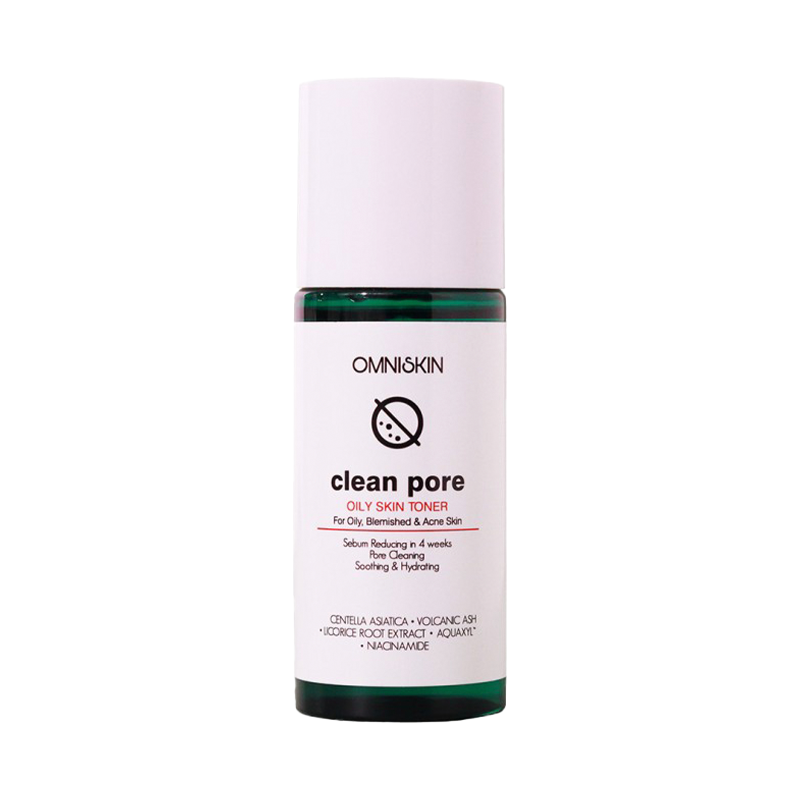 OMNISKIN
clean pore
OILY SKIN TONER
For Oily, Blemished & Acne Skin
Sebum Reducing in 4 weeks
Pore Cleaning
Soothing & Hydrating
CENTELLA ASIATICA • VOLCANIC ASH
• LICORICE ROOT EXTRACT • AQUAXYL™
• NIACINAMIDE